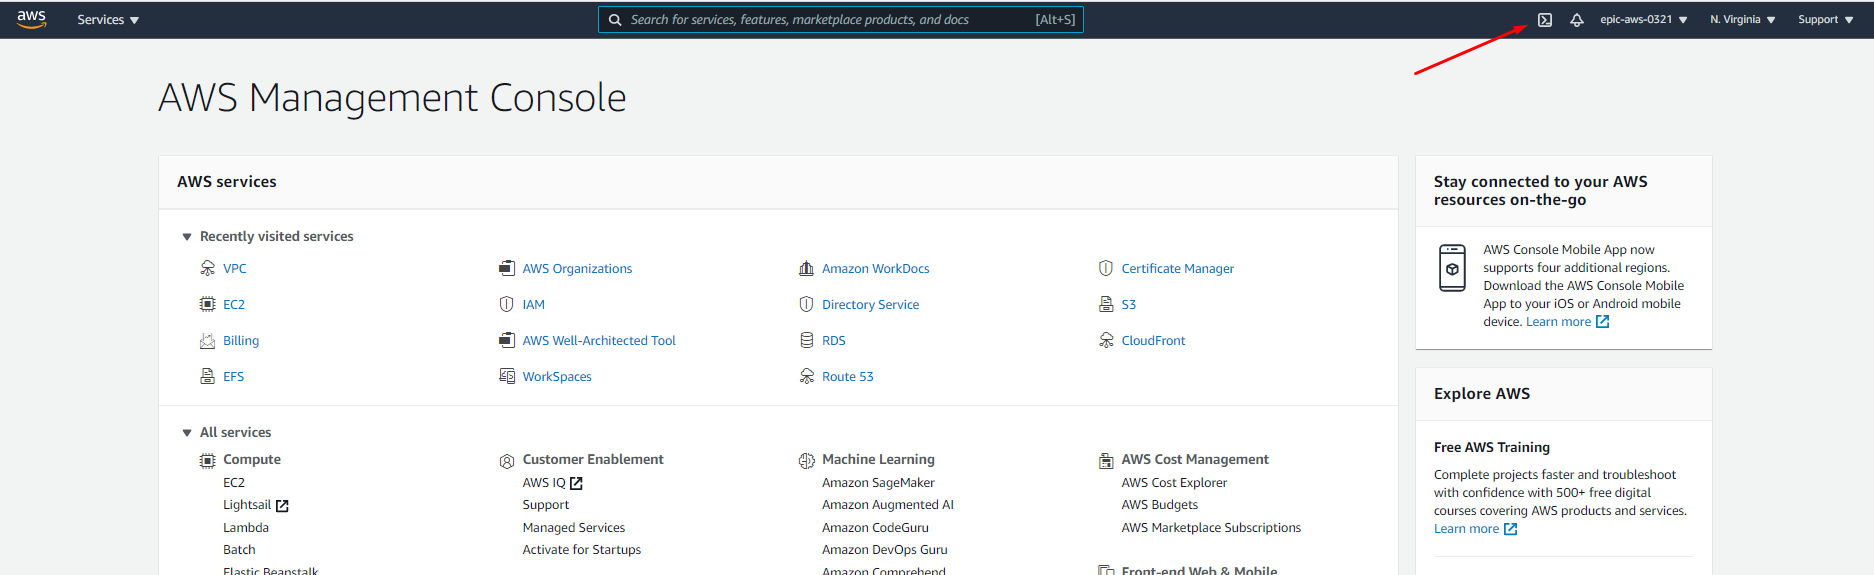 aws Services Search for services, features, marketplace products, and docs [Alt+S] epic-aws-0321 N. Virginia Support
AWS Management Console
AWS services
Recently visited services
VPC AWS Organizations Amazon WorkDocs Certificate Manager
EC2 IAM Directory Service S3
Billing AWS Well-Architected Tool RDS CloudFront
EFS WorkSpaces Route 53
All services
Compute Customer Enablement Machine Learning AWS Cost Management
EC2 AWS IQ Amazon SageMaker AWS Cost Explorer
Lightsail Support Amazon Augmented AI AWS Budgets
Lambda Managed Services Amazon CodeGuru AWS Marketplace Subscriptions
Batch Activate for Startups Amazon DevOps Guru
Elastic Beanstalk Amazon Comprehend Front-end Web & Mobile
Stay connected to your AWS
resources on-the-go
AWS Console Mobile App now
supports four additional regions.
Download the AWS Console Mobile
App to your iOS or Android mobile
device. Learn more
Explore AWS
Free AWS Training
Complete projects faster and troubleshoot
with confidence with 500+ free digital
courses covering AWS products and services.
Learn more